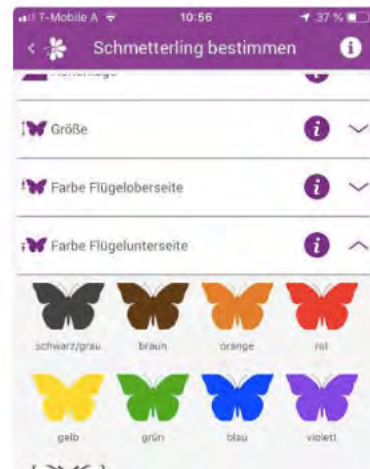 T-Mobile A 10:56 37 %
Schmetterling bestimmen
Größe
Farbe Flügeloberseite
Farbe Flügelunterseite
schwarz/grau braun orange rot
gelb grün blau violett